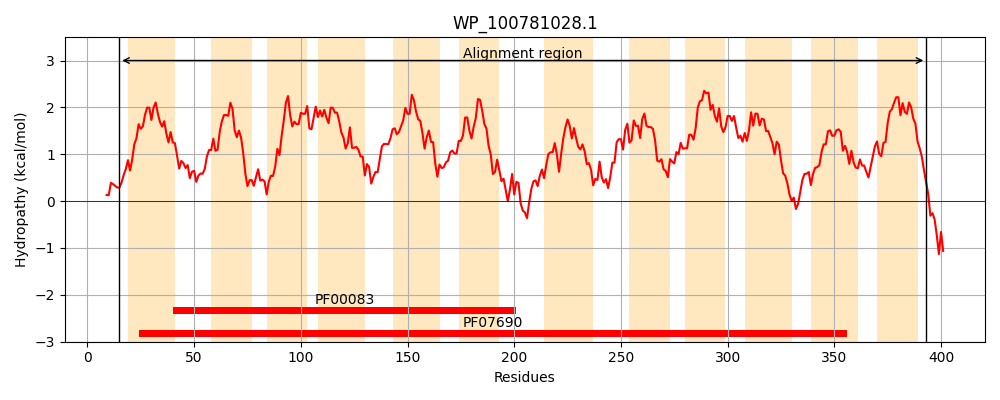 WP_100781028.1
Alignment region
PF00083
PF07690
3
2
1
0
−1
−2
−3
0 50 100 150 200 250 300 350 400
Hydropathy (kcal/mol)
Residues